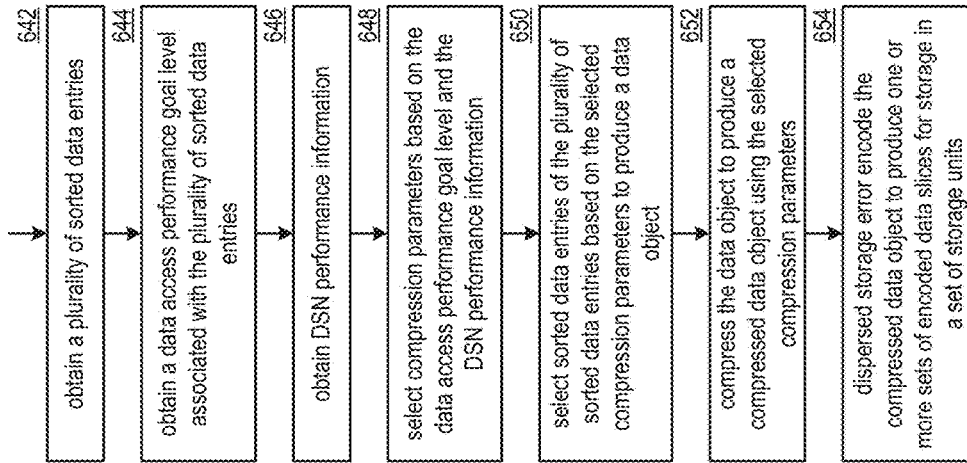 642
obtain a plurality of sorted data entries
644
obtain a data access performance goal level
associated with the plurality of sorted data
entries
646
obtain DSN performance information
648
select compression parameters based on the
data access performance goal level and the
DSN performance information
650
select sorted data entries of the plurality of
sorted data entries based on the selected
compression parameters to produce a data
object
652
compress the data object to produce a
compressed data object using the selected
compression parameters
654
dispersed storage error encode the
compressed data object to produce one or
more sets of encoded data slices for storage in
a set of storage units